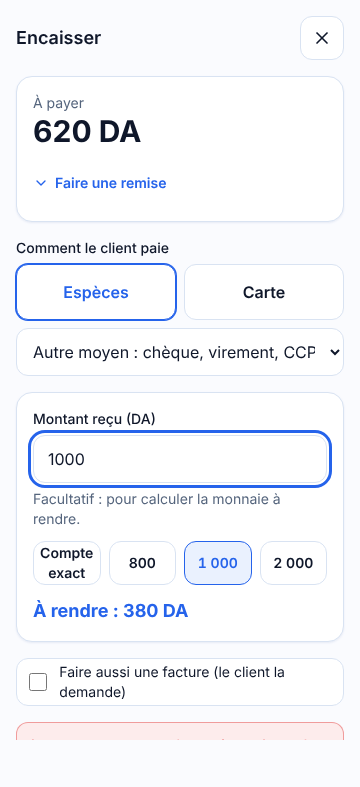 Encaisser
À payer
620 DA
Faire une remise
Comment le client paie
Espèces
Carte
Autre moyen : chèque, virement, CCP
Montant reçu (DA)
1000
Facultatif : pour calculer la monnaie à
rendre.
Compte
exact
800
1 000
2 000
À rendre : 380 DA
Faire aussi une facture (le client la
demande)